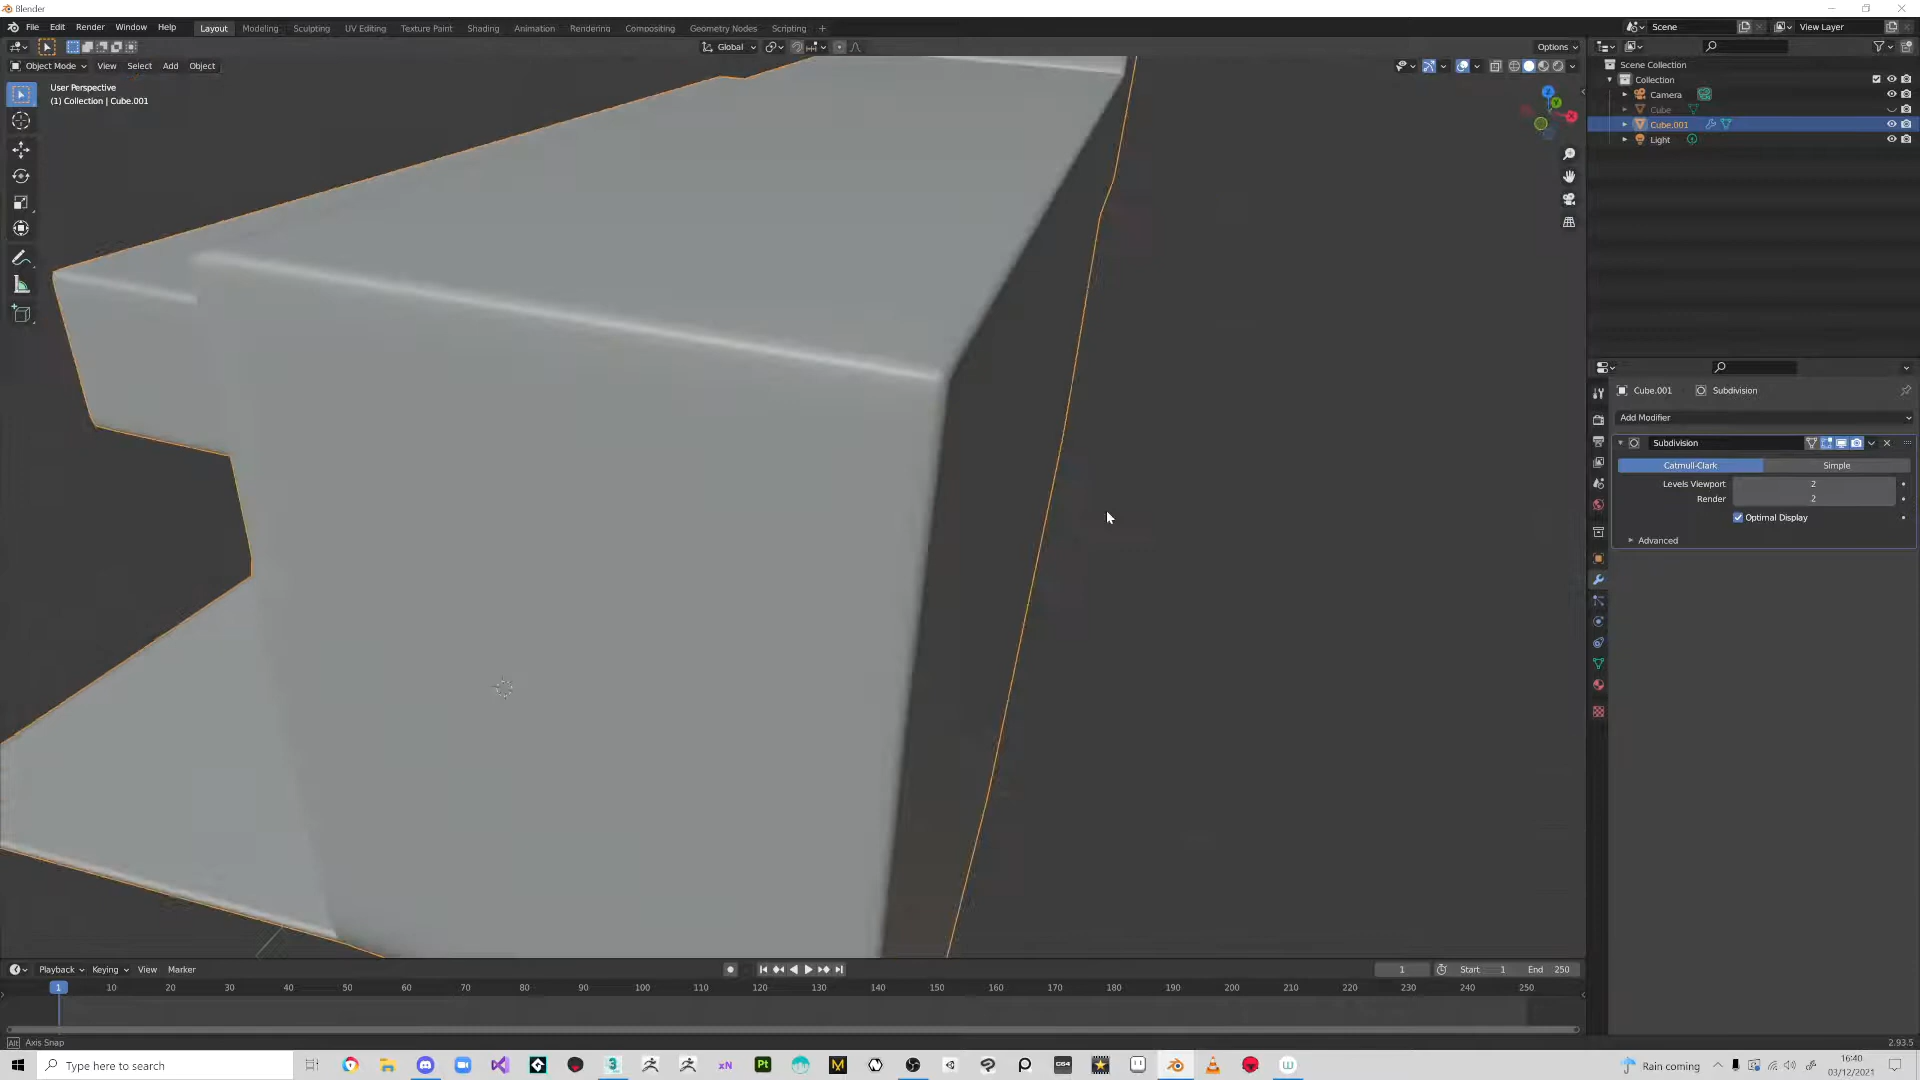 Blender
File Edit Render Window Help Layout Modeling Sculpting UV Editing Texture Paint Shading Animation Rendering Compositing Geometry Nodes Scripting + Scene View Layer
Global Options
Object Mode View Select Add Object
User Perspective
(1) Collection | Cube.001
Scene Collection
Collection
Camera
Cube
Cube.001
Light
Cube.001 Subdivision
Add Modifier
Subdivision
Catmull-Clark Simple
Levels Viewport 2
Render 2
Optimal Display
Advanced
Playback Keying View Marker 1 Start 1 End 250
1 10 20 30 40 50 60 70 80 90 100 110 120 130 140 150 160 170 180 190 200 210 220 230 240 250
Alt Axis Snap 2.93.5
Type here to search 3 xN Pt M P C64 Rain coming 16:40
03/12/2021